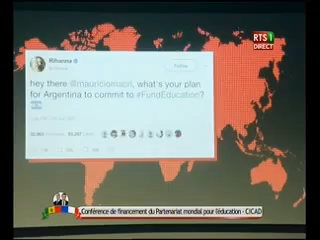 RTS1
DIRECT
Rihanna
Follow
hey there @mauriciomacri, what's your plan
for Argentina to commit to #FundEducation?
Conférence de financement du Partenariat mondial pour l'éducation - CICAD